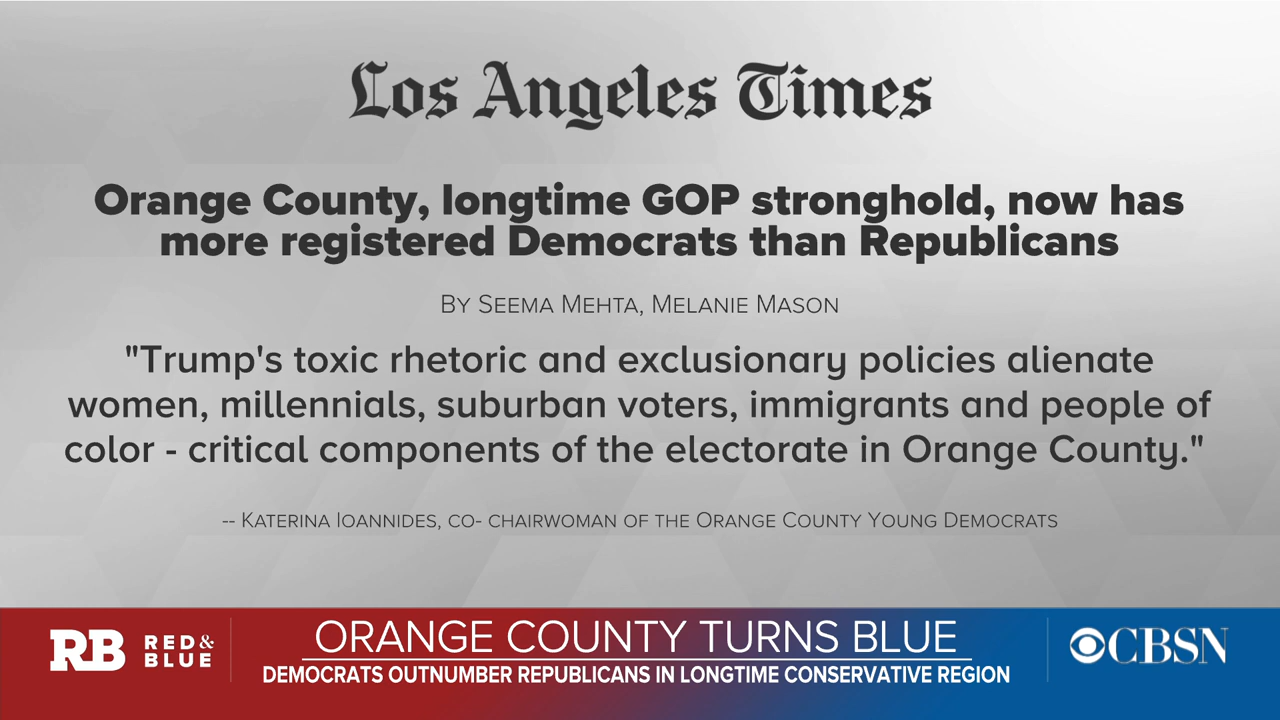 Los Angeles Times
Orange County, longtime GOP stronghold, now has
more registered Democrats than Republicans
BY SEEMA MEHTA, MELANIE MASON
"Trump's toxic rhetoric and exclusionary policies alienate
women, millennials, suburban voters, immigrants and people of
color - critical components of the electorate in Orange County."
-- KATERINA IOANNIDES, CO- CHAIRWOMAN OF THE ORANGE COUNTY YOUNG DEMOCRATS
RB RED&
BLUE
ORANGE COUNTY TURNS BLUE
DEMOCRATS OUTNUMBER REPUBLICANS IN LONGTIME CONSERVATIVE REGION
CBSN